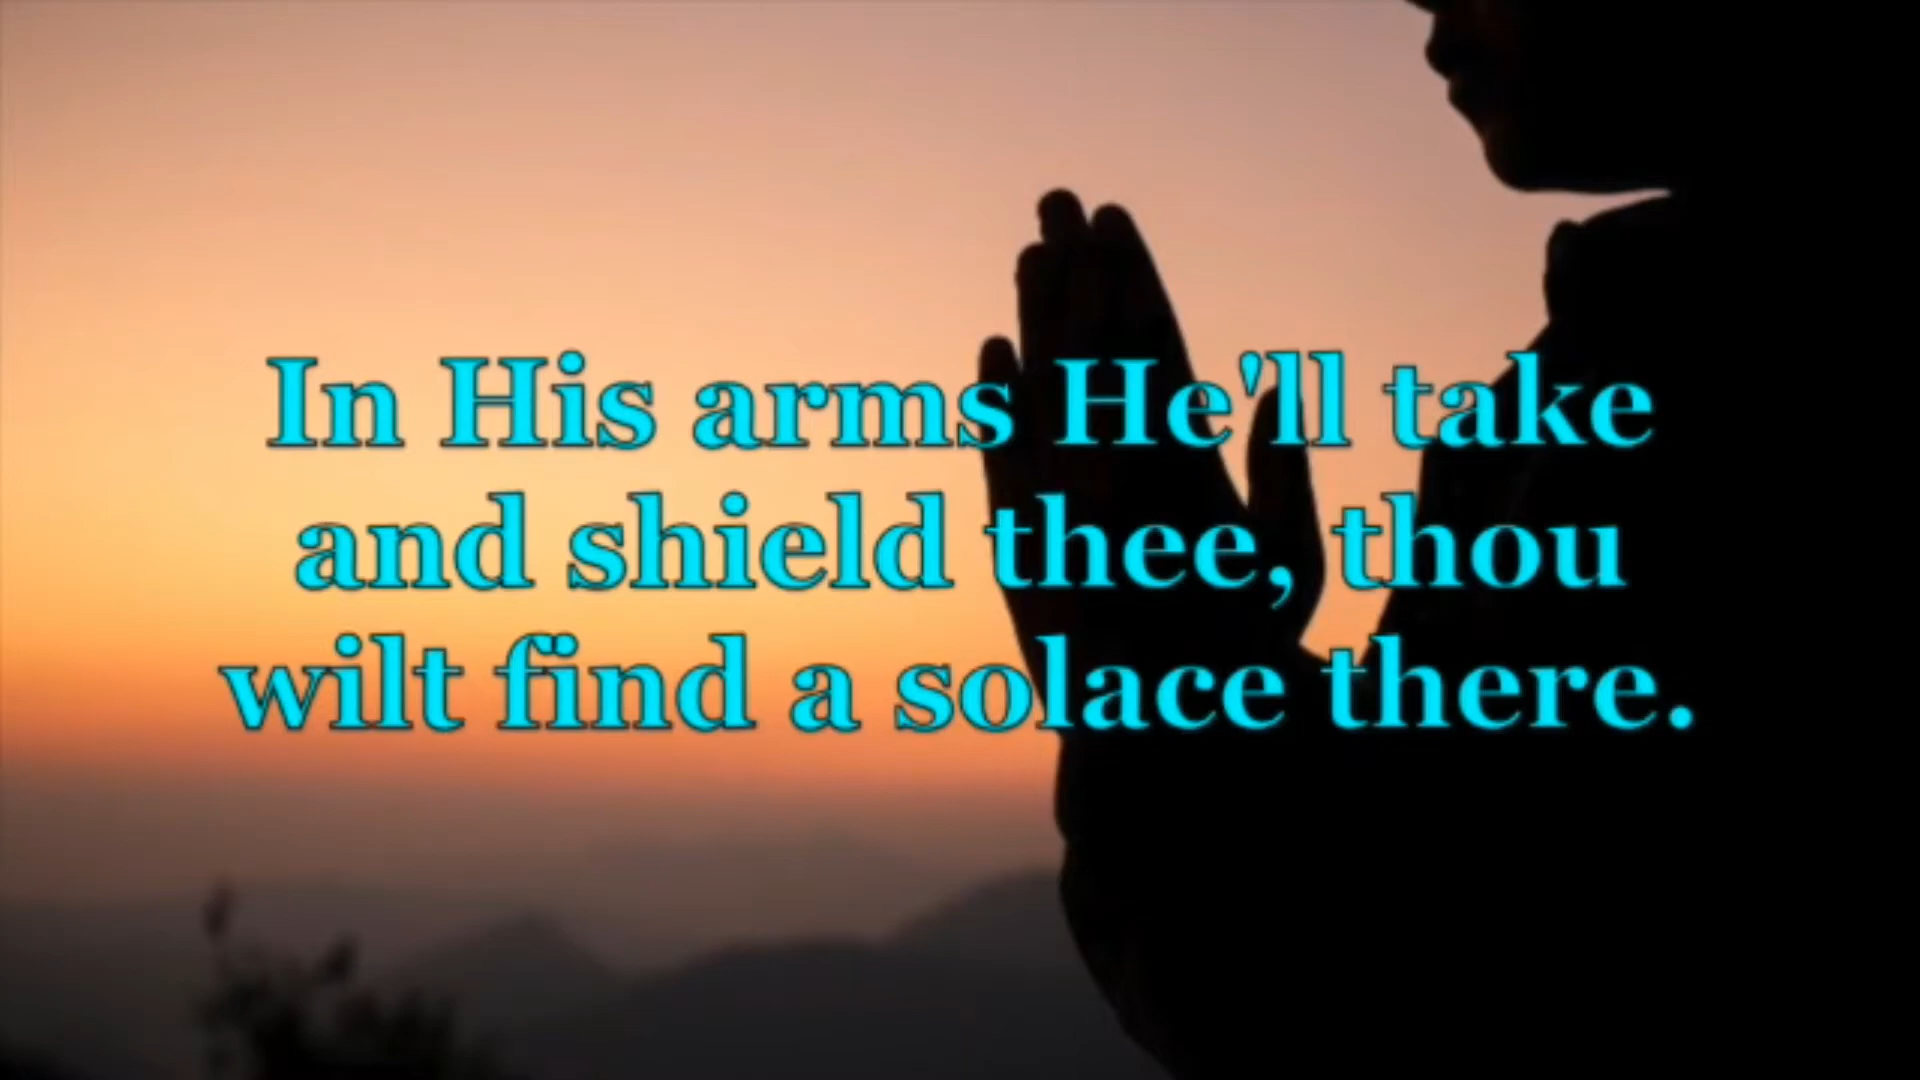 In His arms He'll take
and shield thee, thou
wilt find a solace there.